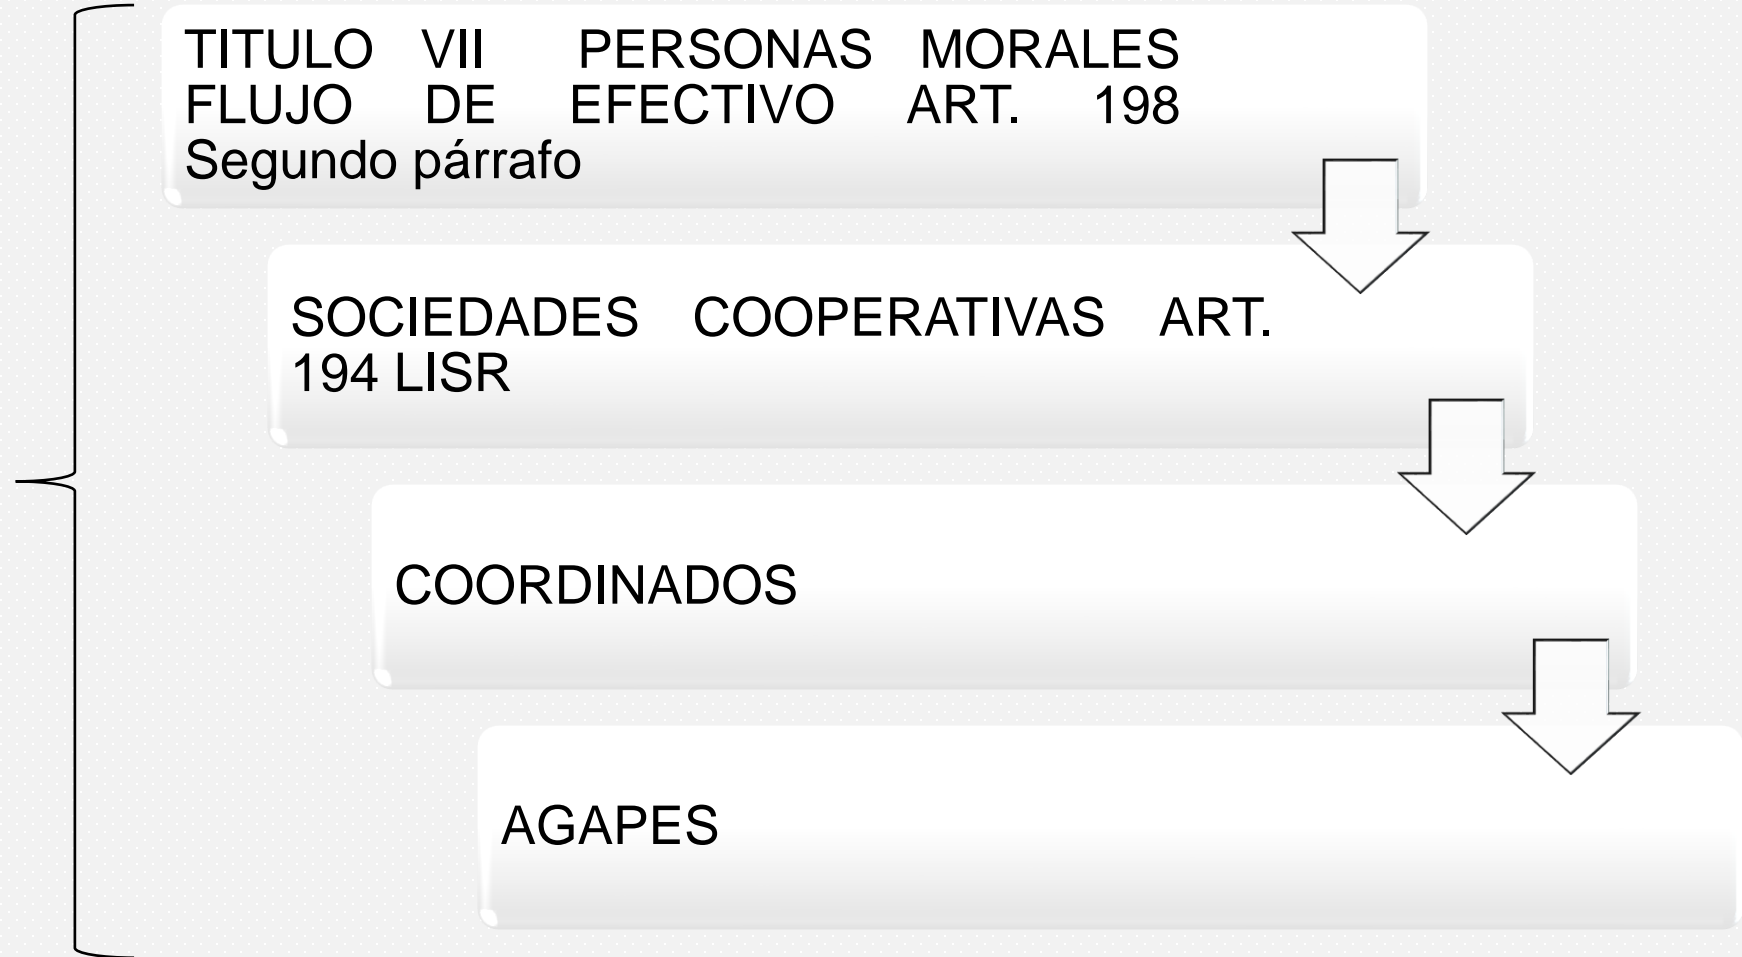 TITULO VII PERSONAS MORALES
FLUJO DE EFECTIVO ART. 198
Segundo párrafo
SOCIEDADES COOPERATIVAS ART.
194 LISR
COORDINADOS
AGAPES